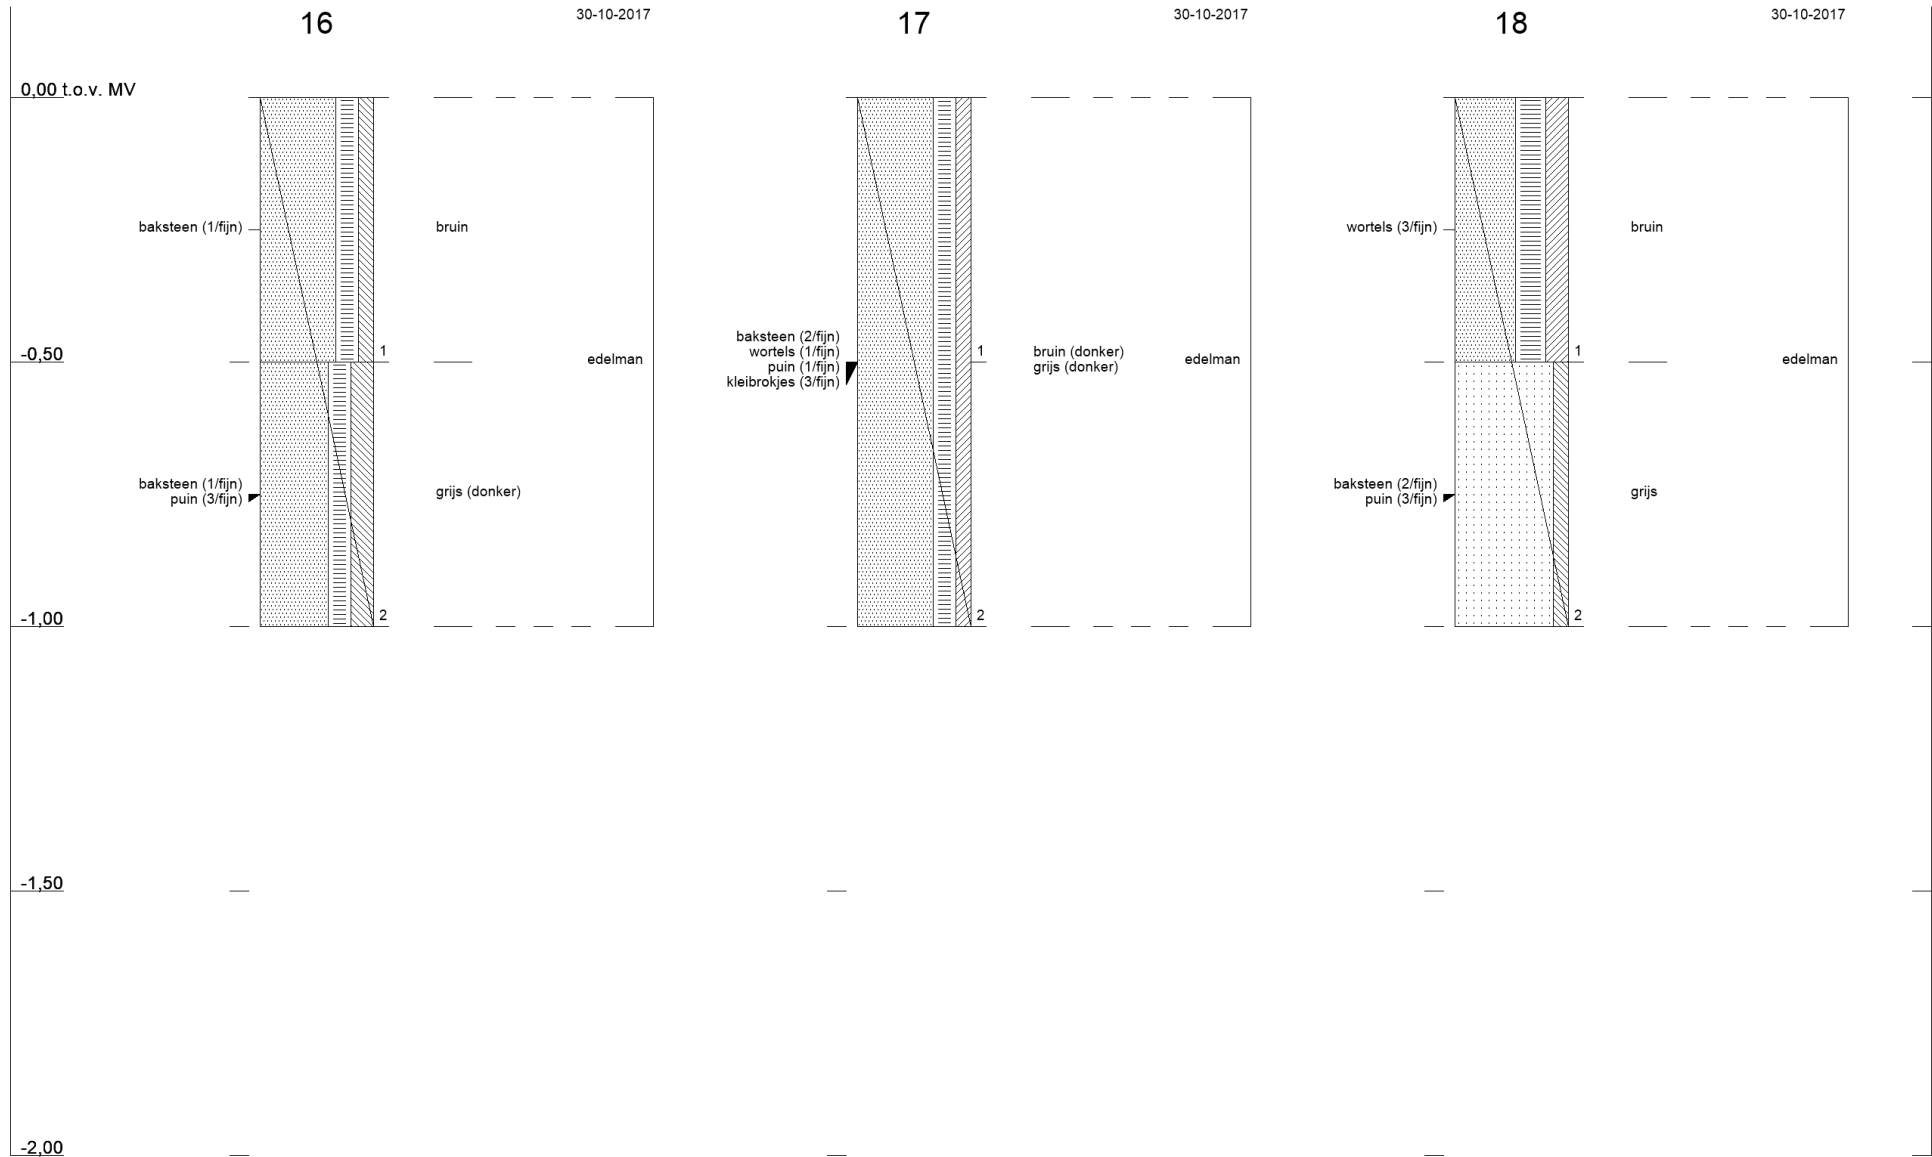 16
30-10-2017
17
30-10-2017
18
30-10-2017
0,00 t.o.v. MV
baksteen (1/fijn)
bruin
wortels (3/fijn)
bruin
-0,50
1
edelman
baksteen (2/fijn)
wortels (1/fijn)
puin (1/fijn)
kleibrokjes (3/fijn)
1
bruin (donker)
grijs (donker)
edelman
1
edelman
baksteen (1/fijn)
puin (3/fijn)
grijs (donker)
baksteen (2/fijn)
puin (3/fijn)
grijs
-1,00
2
2
2
-1,50
-2,00